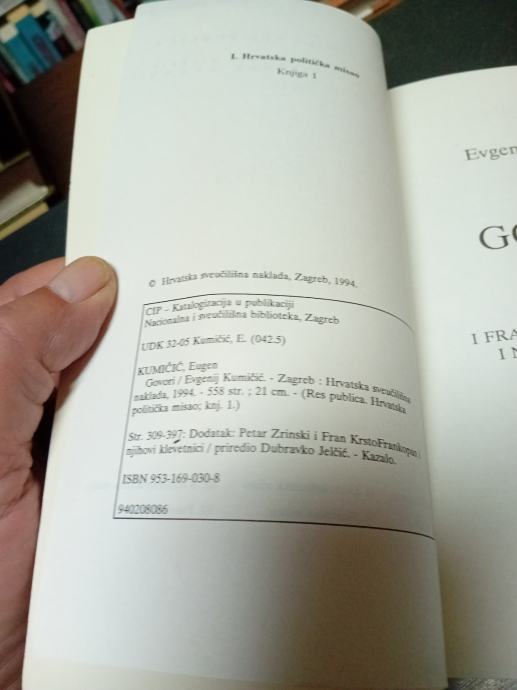 I. Hrvatska politička misao
Knjiga 1
© Hrvatska sveučilišna naklada, Zagreb, 1994.
CIP - Katalogizacija u publikaciji
Nacionalna i sveučilišna biblioteka, Zagreb
UDK 32-05 Kumičić, E. (042.5)
KUMIČIĆ, Eugen
Govori / Evgenij Kumičić. - Zagreb : Hrvatska sveučilišna
naklada, 1994. - 558 str. ; 21 cm. - (Res publica. Hrvatska
politička misao; knj. 1.)
Str. 309-397: Dodatak: Petar Zrinski i Fran KrstoFrankopan i
njihovi klevetnici / priredio Dubravko Jelčić. - Kazalo.
ISBN 953-169-030-8
940208086
Evgen
GO
I FRA
I N